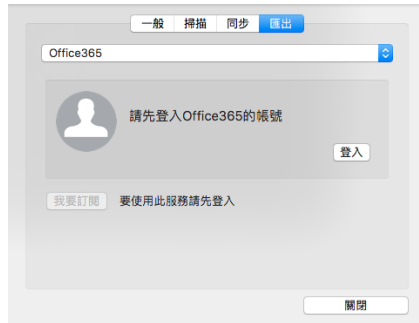 一般 掃描 同步 匯出
Office365
請先登入Office365的帳號
登入
我要訂閱 要使用此服務請先登入
關閉